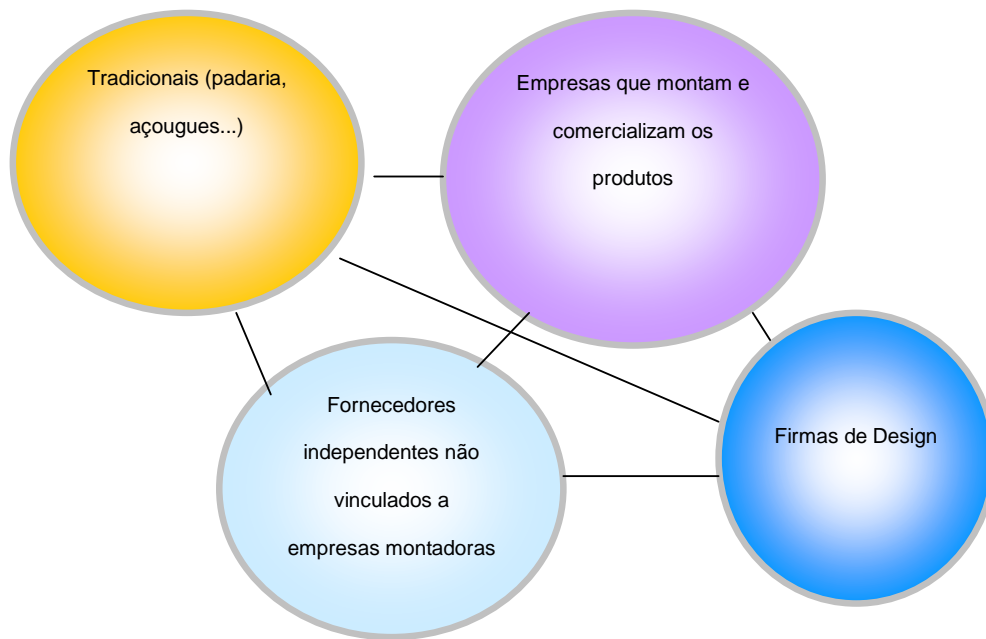 Tradicionais (padaria,
açougues...)
Empresas que montam e
comercializam os
produtos
Fornecedores
independentes não
vinculados a
empresas montadoras
Firmas de Design